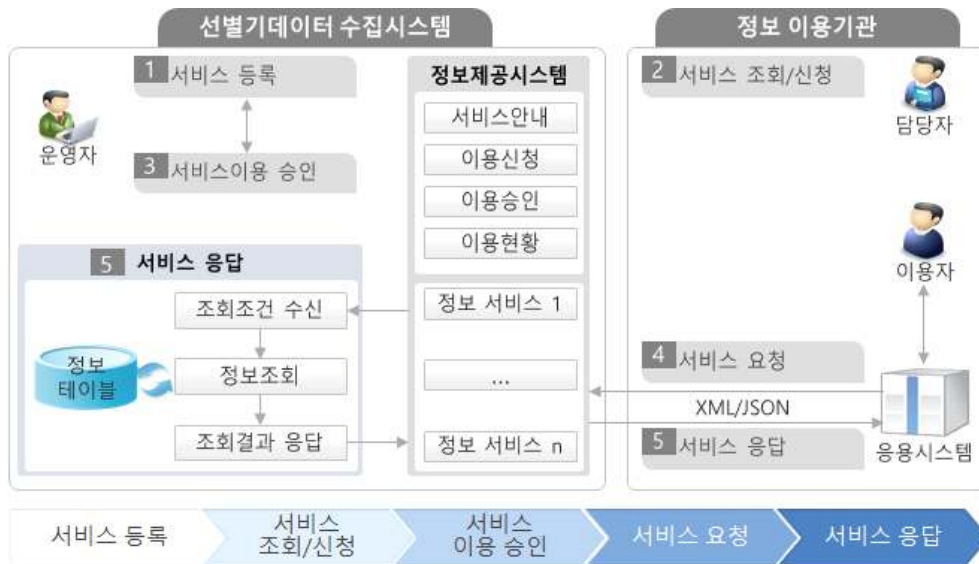 선별기데이터 수집시스템
1 서비스 등록
운영자
3 서비스이용 승인
정보제공시스템
서비스안내
이용신청
이용승인
이용현황
5 서비스 응답
조회조건 수신
정보
테이블
정보조회
조회결과 응답
정보 서비스 1
...
정보 서비스 n
정보 이용기관
2 서비스 조회/신청
담당자
이용자
4 서비스 요청
XML/JSON
5 서비스 응답
응용시스템
서비스 등록
서비스
조회/신청
서비스
이용 승인
서비스 요청
서비스 응답